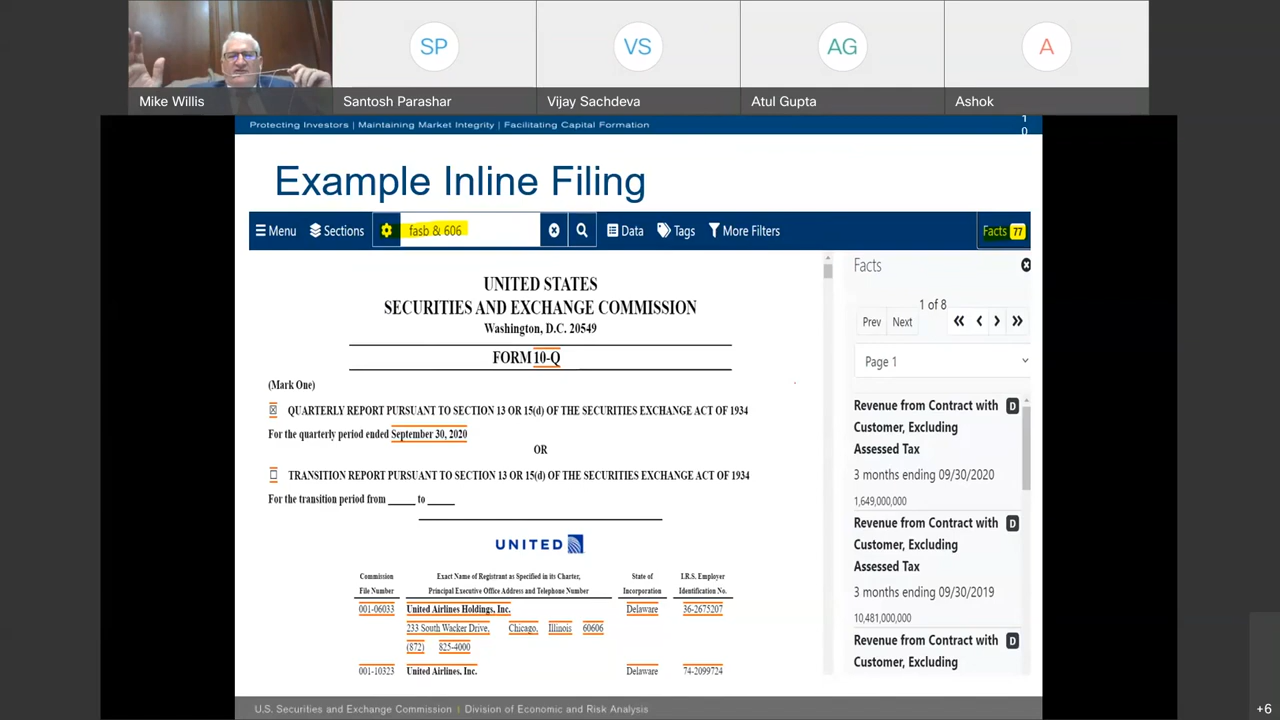 SP
VS
AG
A
Mike Willis
Santosh Parashar
Vijay Sachdeva
Atul Gupta
Ashok
Protecting Investors | Maintaining Market Integrity | Facilitating Capital Formation
1
0
Example Inline Filing
Menu
Sections
fasb & 606
Data
Tags
More Filters
Facts 77
UNITED STATES
SECURITIES AND EXCHANGE COMMISSION
Washington, D.C. 20549
FORM 10-Q
(Mark One)
☒ QUARTERLY REPORT PURSUANT TO SECTION 13 OR 15(d) OF THE SECURITIES EXCHANGE ACT OF 1934
For the quarterly period ended September 30, 2020
OR
☐ TRANSITION REPORT PURSUANT TO SECTION 13 OR 15(d) OF THE SECURITIES EXCHANGE ACT OF 1934
For the transition period from _____ to _____
UNITED
Commission
File Number
Exact Name of Registrant as Specified in its Charter,
Principal Executive Office Address and Telephone Number
State of
Incorporation
I.R.S. Employer
Identification No.
001-06033 United Airlines Holdings, Inc. Delaware 36-2675207
233 South Wacker Drive, Chicago, Illinois 60606
(872) 825-4000
001-10323 United Airlines, Inc. Delaware 74-2099724
Facts
1 of 8
Prev Next
Page 1
Revenue from Contract with D
Customer, Excluding
Assessed Tax
3 months ending 09/30/2020
1,649,000,000
Revenue from Contract with D
Customer, Excluding
Assessed Tax
3 months ending 09/30/2019
10,481,000,000
Revenue from Contract with D
Customer, Excluding
U.S. Securities and Exchange Commission | Division of Economic and Risk Analysis
+6